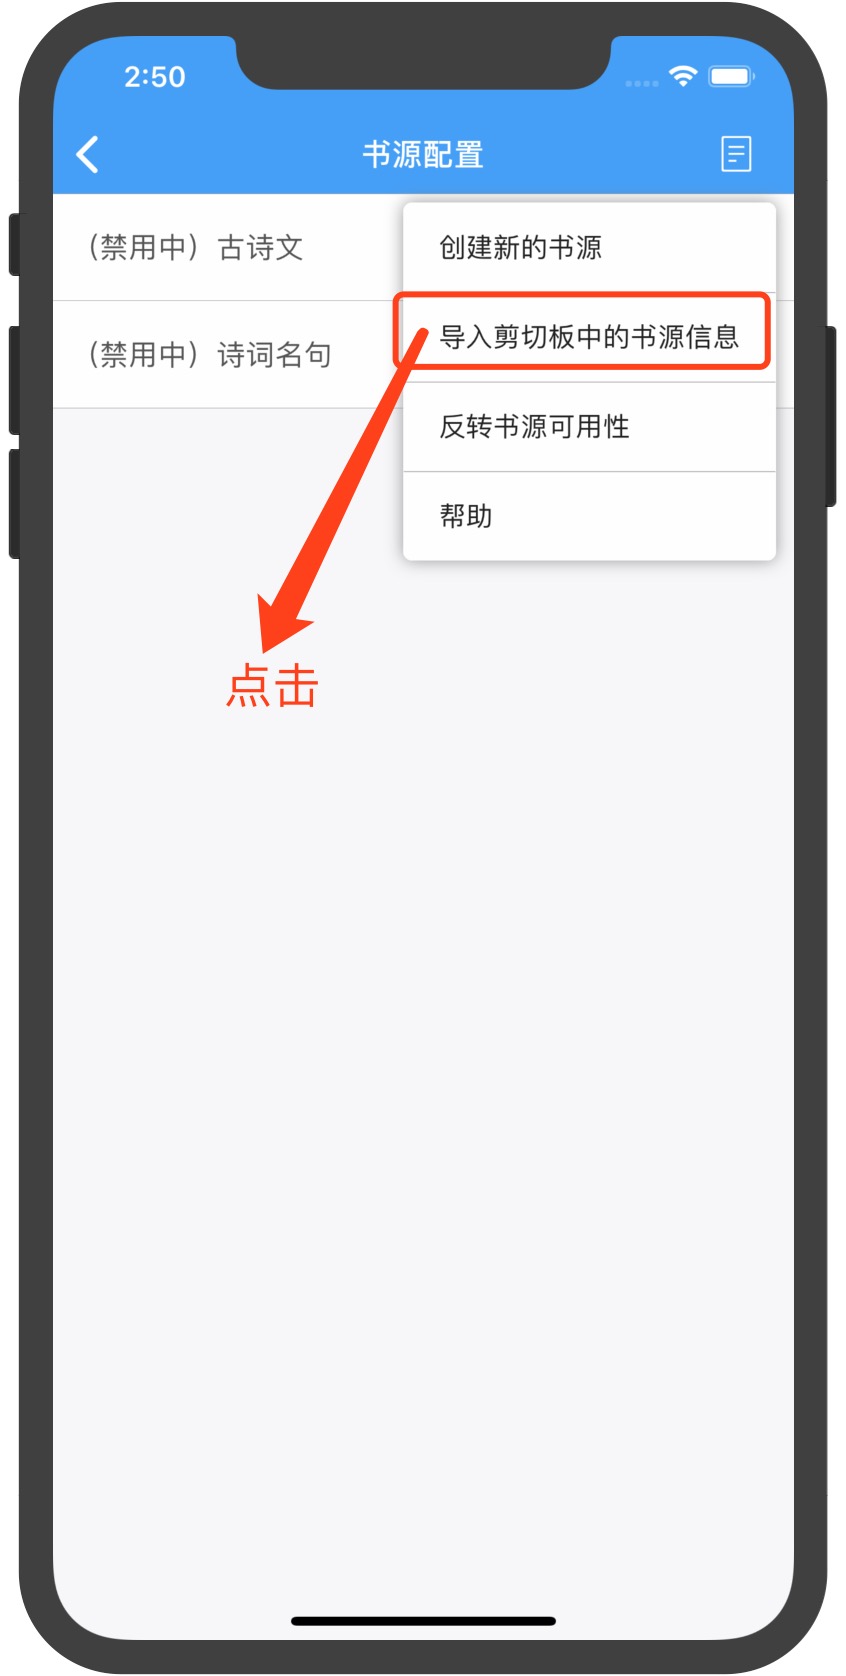 2:50
书源配置
（禁用中）古诗文
（禁用中）诗词名句
创建新的书源
导入剪切板中的书源信息
反转书源可用性
帮助
点击